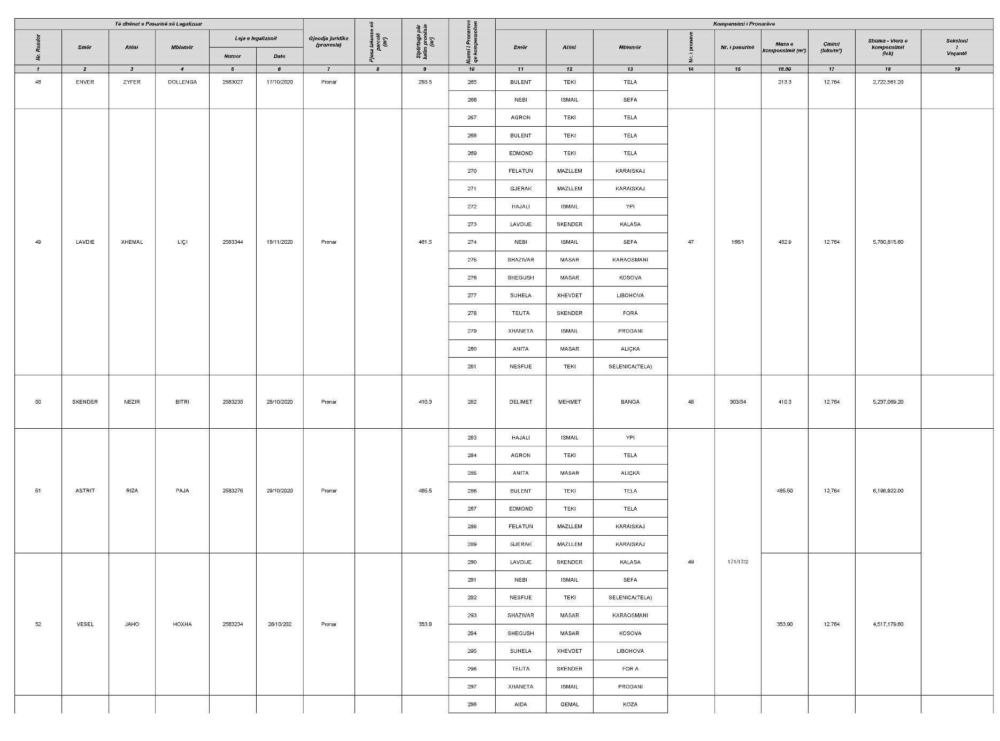 Të dhënat e Pasurisë së Legalizuar
Kompensimi i Pronarëve
Nr. Rendor
Emër
Atësi
Mbiemër
Leja e legalizimit
Numer
Date
Gjendja juridike
(pronesia)
Pjesa takuese në
parcelë
(m²)
Sipërfaqja për
kalim pronësie
(m²)
Numri i Pronareve
qe kompensohen
Emër
Atësi
Mbiemër
Nr. i pronave
Nr. i pasurisë
Masa e
kompensimit (m²)
Çmimi
(leke/m²)
Shuma - Vlera e
kompensimit
(lek)
Seksioni
i
Veçantë
1 2 3 4 5 6 7 8 9 10 11 12 13 14 15 16.00 17 18 19
48 ENVER ZYFER DOLLENGA 2583027 17/10/2020 Pronar 293.5 265 BULENT TEKI TELA 213.3 12.764 2,722,561.20
266 NEBI ISMAIL SEFA
267 AGRON TEKI TELA
268 BULENT TEKI TELA
269 EDMOND TEKI TELA
270 FELATUN MAZLLEM KARAISKAJ
271 GJERAK MAZLLEM KARAISKAJ
272 HAJALI ISMAIL YPI
273 LAVDIJE SKENDER KALASA
49 LAVDIE XHEMAL LIÇI 2583344 18/11/2020 Pronar 461.5 274 NEBI ISMAIL SEFA 47 166/1 452.9 12.764 5,780,815.60
275 SHAZIVAR MASAR KARAOSMANI
276 SHEGUSH MASAR KOSOVA
277 SUHELA XHEVDET LIBOHOVA
278 TEUTA SKENDER FORA
279 XHANETA ISMAIL PRODANI
280 ANITA MASAR ALIÇKA
281 NESFIJE TEKI SELENICA(TELA)
50 SKENDER NEZIR BITRI 2583235 28/10/2020 Pronar 410.3 282 DELIMET MEHMET BANGA 48 303/54 410.3 12.764 5,237,069.20
283 HAJALI ISMAIL YPI
284 AGRON TEKI TELA
285 ANITA MASAR ALIÇKA
51 ASTRIT RIZA PAJA 2583276 29/10/2020 Pronar 485.5 286 BULENT TEKI TELA 485.50 12,764 6,196,922.00
287 EDMOND TEKI TELA
288 FELATUN MAZLLEM KARAISKAJ
289 GJERAK MAZLLEM KARAISKAJ
290 LAVDIJE SKENDER KALASA 49 171/17/2
291 NEBI ISMAIL SEFA
292 NESFIJE TEKI SELENICA(TELA)
293 SHAZIVAR MASAR KARAOSMANI
52 VESEL JAHO HOXHA 2583234 28/10/202 Pronar 353.9 353.90 12.764 4,517,179.60
294 SHEGUSH MASAR KOSOVA
295 SUHELA XHEVDET LIBOHOVA
296 TEUTA SKENDER FOR A
297 XHANETA ISMAIL PRODANI
298 AIDA QEMAL KOZA